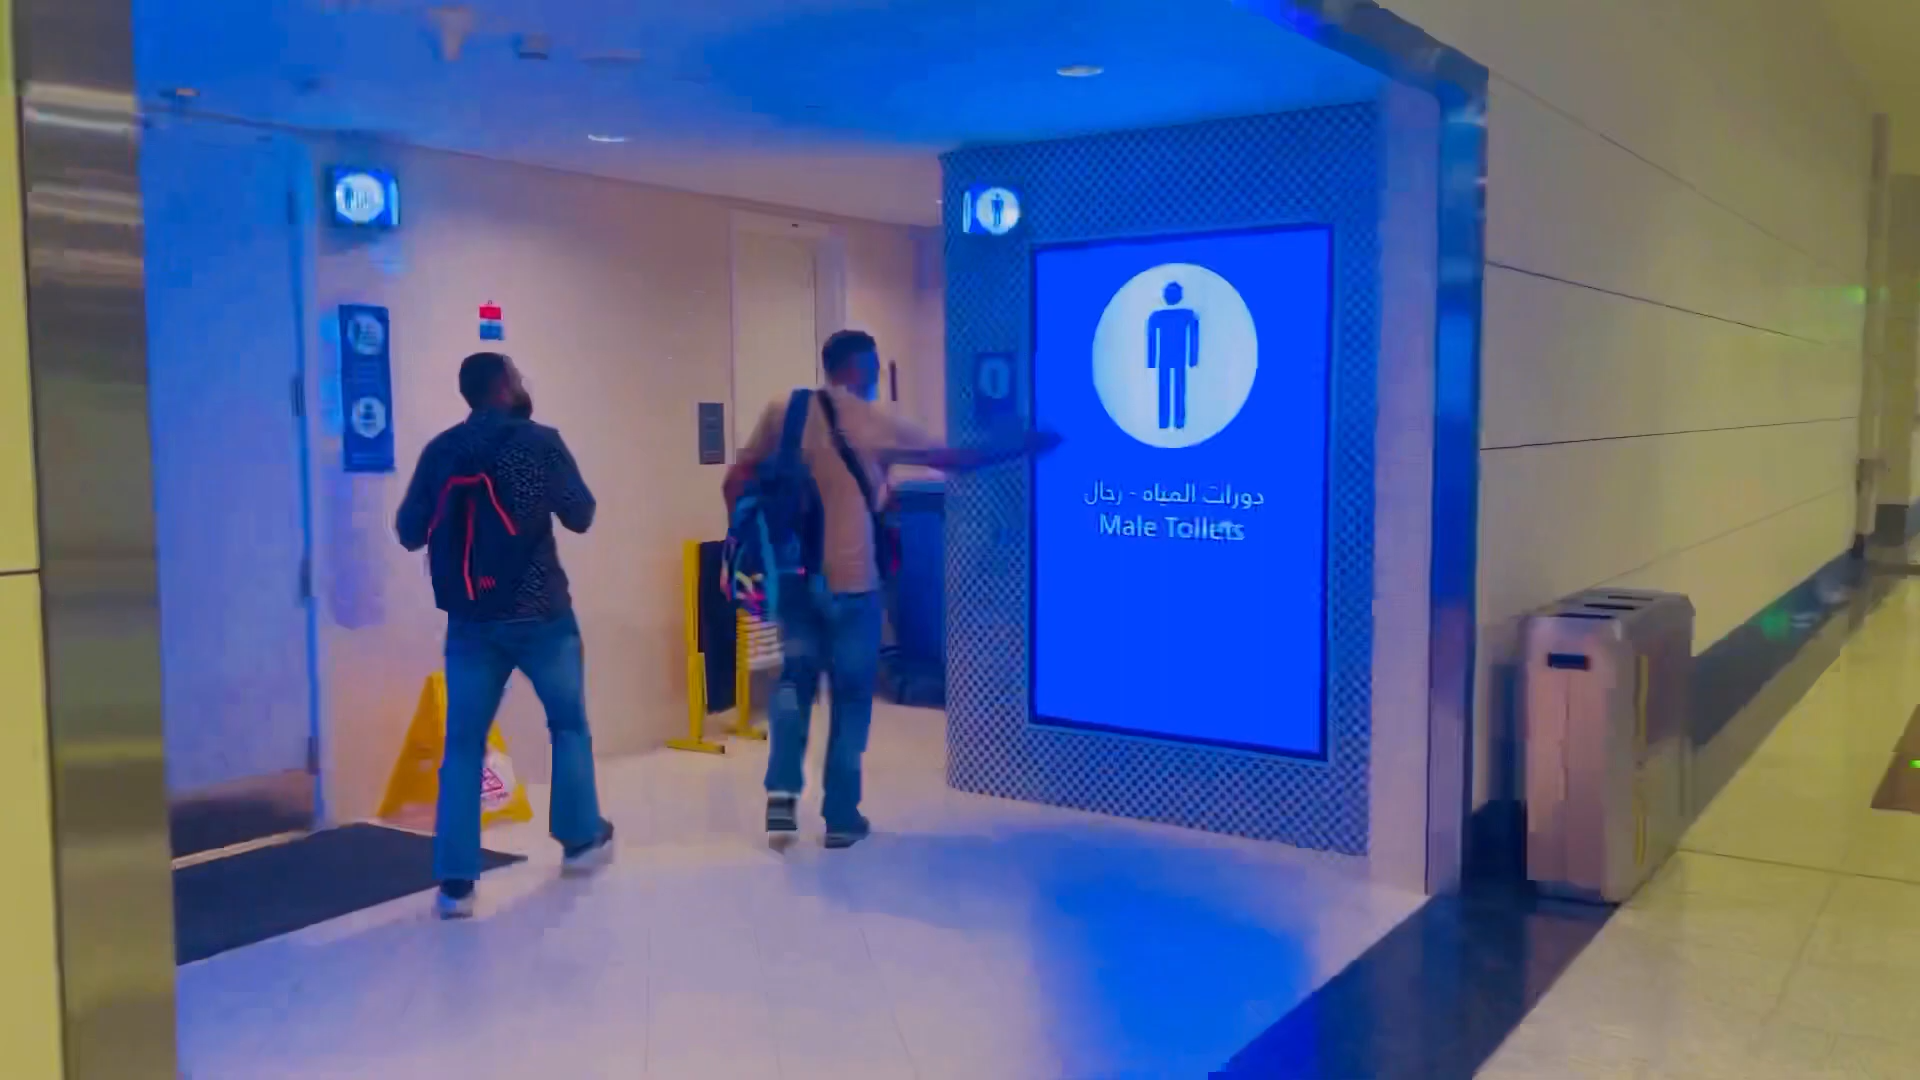 دورات المياه - رجال
Male Toilets